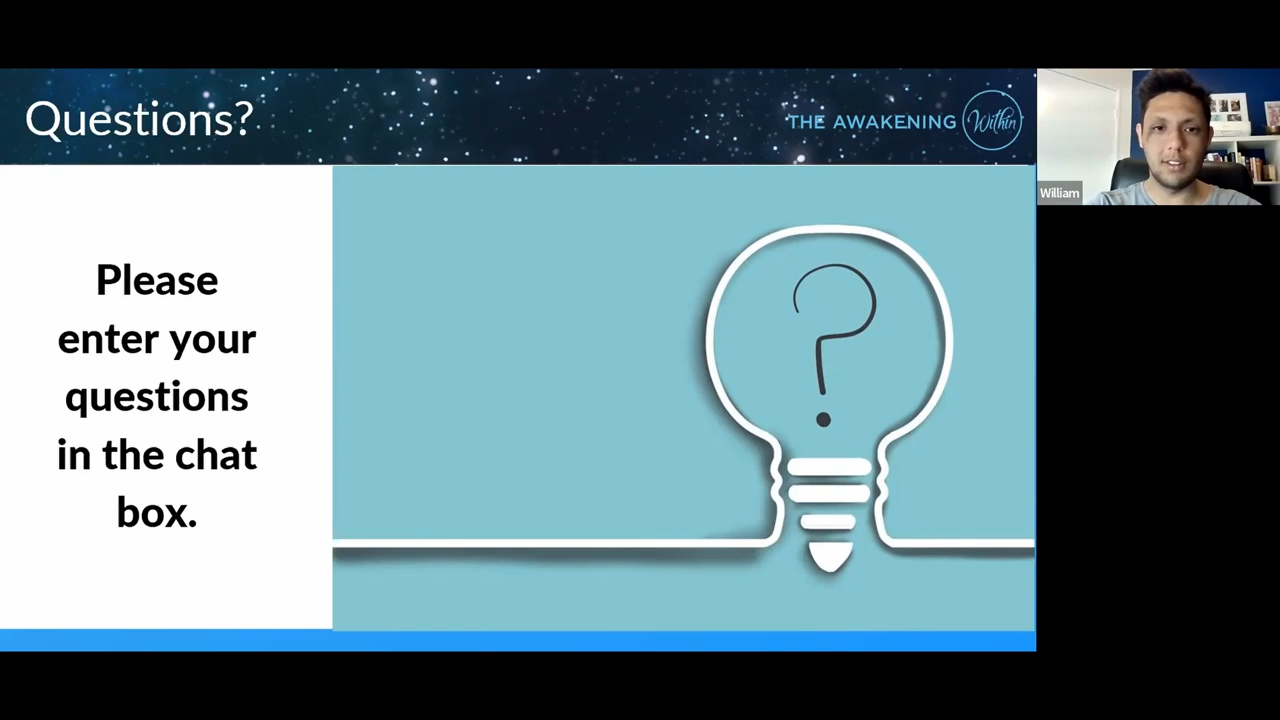 Questions?
THE AWAKENING Within
William
Please
enter your
questions
in the chat
box.